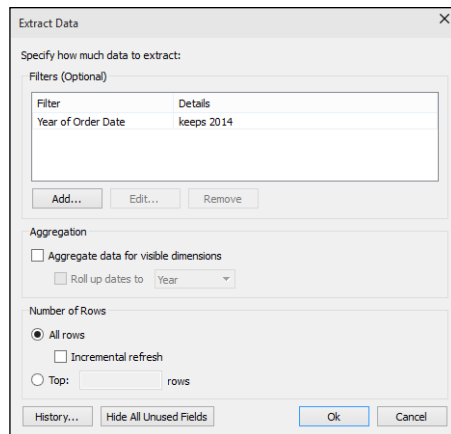 Extract Data
Specify how much data to extract:
Filters (Optional)
Filter Details
Year of Order Date keeps 2014
Add... Edit... Remove
Aggregation
Aggregate data for visible dimensions
Roll up dates to Year
Number of Rows
All rows
Incremental refresh
Top: rows
History... Hide All Unused Fields Ok Cancel